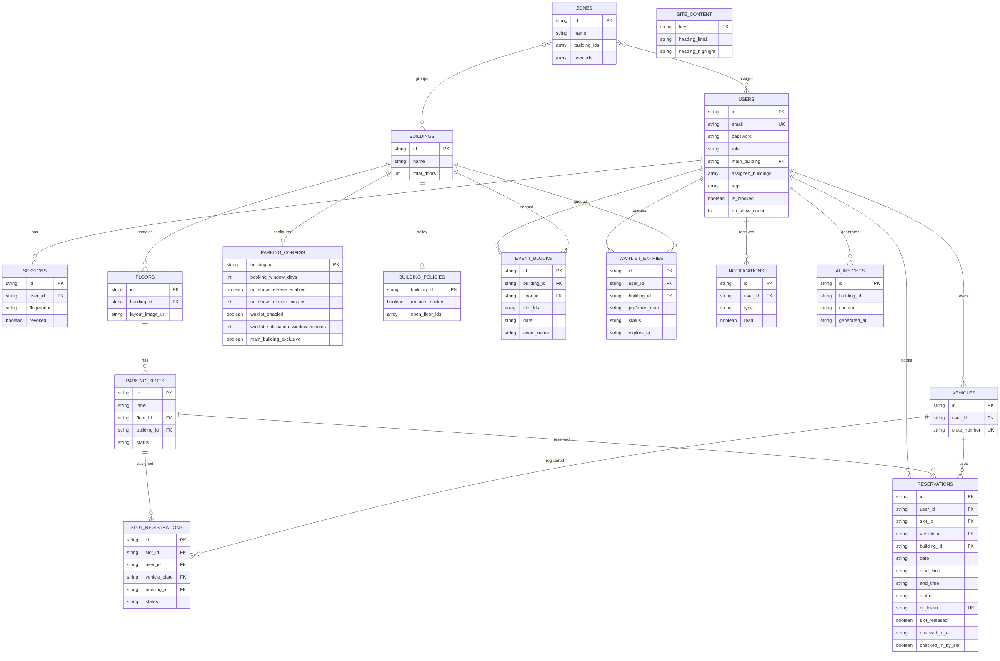 ZONES
string id PK
string name
array building_ids
array user_ids
SITE_CONTENT
string key PK
string heading_line1
string heading_highlight
groups
assigns
USERS
string id PK
string email UK
string password
string role
string main_building FK
array assigned_buildings
array tags
boolean is_blocked
int no_show_count
BUILDINGS
string id PK
string name
int total_floors
queued
creates
scoped
queues
has
contains
configured
policy
receives
generates
SESSIONS
string id PK
string user_id FK
string fingerprint
boolean revoked
FLOORS
string id PK
string building_id FK
string layout_image_url
PARKING_CONFIGS
string building_id PK
int booking_window_days
boolean no_show_release_enabled
int no_show_release_minutes
boolean waitlist_enabled
int waitlist_notification_window_minutes
boolean main_building_exclusive
BUILDING_POLICIES
string building_id PK
boolean requires_sticker
array open_floor_ids
EVENT_BLOCKS
string id PK
string building_id FK
string floor_id FK
array slot_ids
string date
string event_name
WAITLIST_ENTRIES
string id PK
string user_id FK
string building_id FK
string preferred_date
string status
string expires_at
NOTIFICATIONS
string id PK
string user_id FK
string type
boolean read
AI_INSIGHTS
string id PK
string building_id
string content
string generated_at
owns
has
books
PARKING_SLOTS
string id PK
string label
string floor_id FK
string building_id FK
string status
VEHICLES
string id PK
string user_id FK
string plate_number UK
reserved
assigned
registered
used
SLOT_REGISTRATIONS
string id PK
string slot_id FK
string user_id FK
string vehicle_plate FK
string building_id FK
string status
RESERVATIONS
string id PK
string user_id FK
string slot_id FK
string vehicle_id FK
string building_id FK
string date
string start_time
string end_time
string status
string qr_token UK
boolean slot_released
string checked_in_at
boolean checked_in_by_self